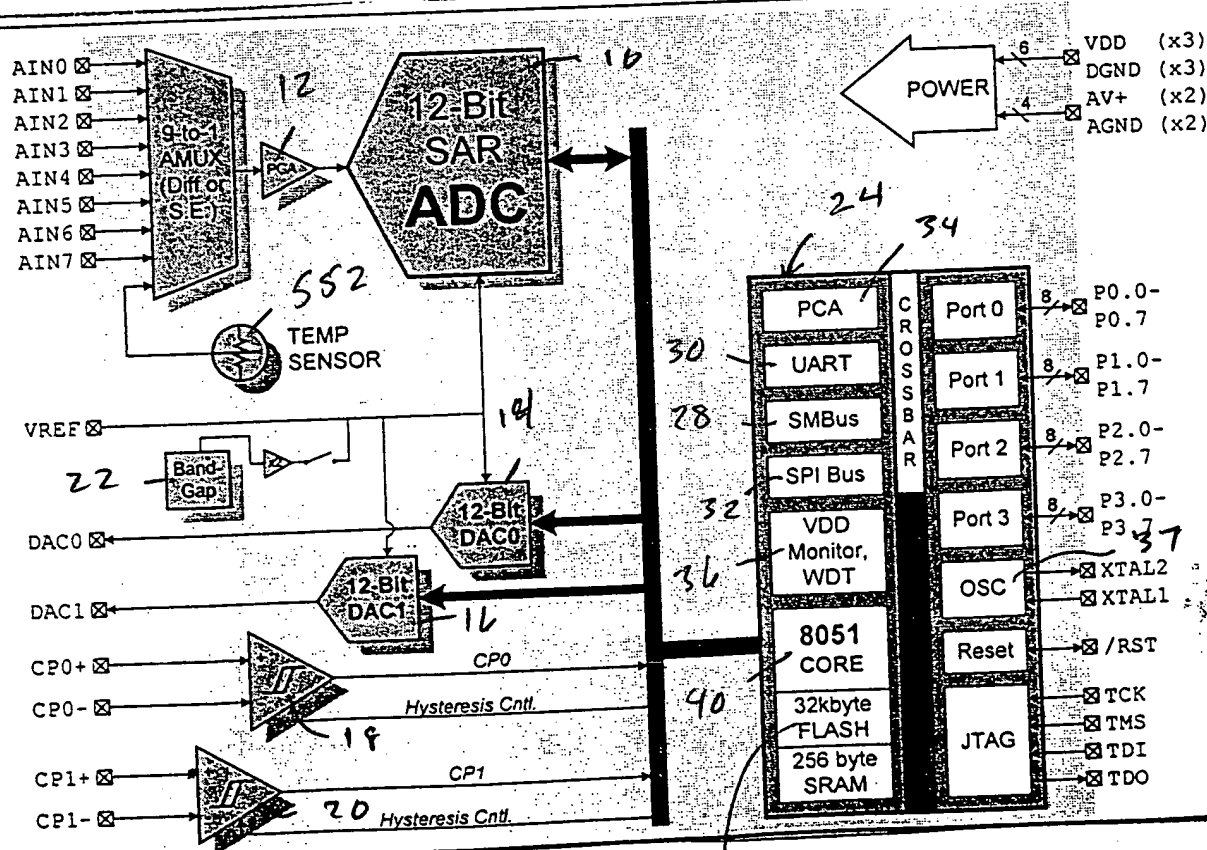 AIN0
AIN1
AIN2
AIN3
AIN4
AIN5
AIN6
AIN7
9-to-1
AMUX
(Diff or
S.E.)
12
PGA
10
12-Bit
SAR
ADC
552
TEMP
SENSOR
VREF
22
Band-
Gap
x2
14
12-Bit
DAC0
DAC0
12-Bit
DAC1
16
DAC1
CP0+
CP0-
CP0
Hysteresis Cntl.
18
CP1+
CP1-
CP1
Hysteresis Cntl.
20
POWER
6
4
VDD (x3)
DGND (x3)
AV+ (x2)
AGND (x2)
24
34
PCA
30
UART
28
SMBus
32
SPI Bus
36
VDD
Monitor,
WDT
40
8051
CORE
32kbyte
FLASH
256 byte
SRAM
CROSSBAR
Port 0
8
P0.0-
P0.7
Port 1
8
P1.0-
P1.7
Port 2
8
P2.0-
P2.7
Port 3
8
P3.0-
P3.7
37
OSC
XTAL2
XTAL1
Reset
/RST
JTAG
TCK
TMS
TDI
TDO